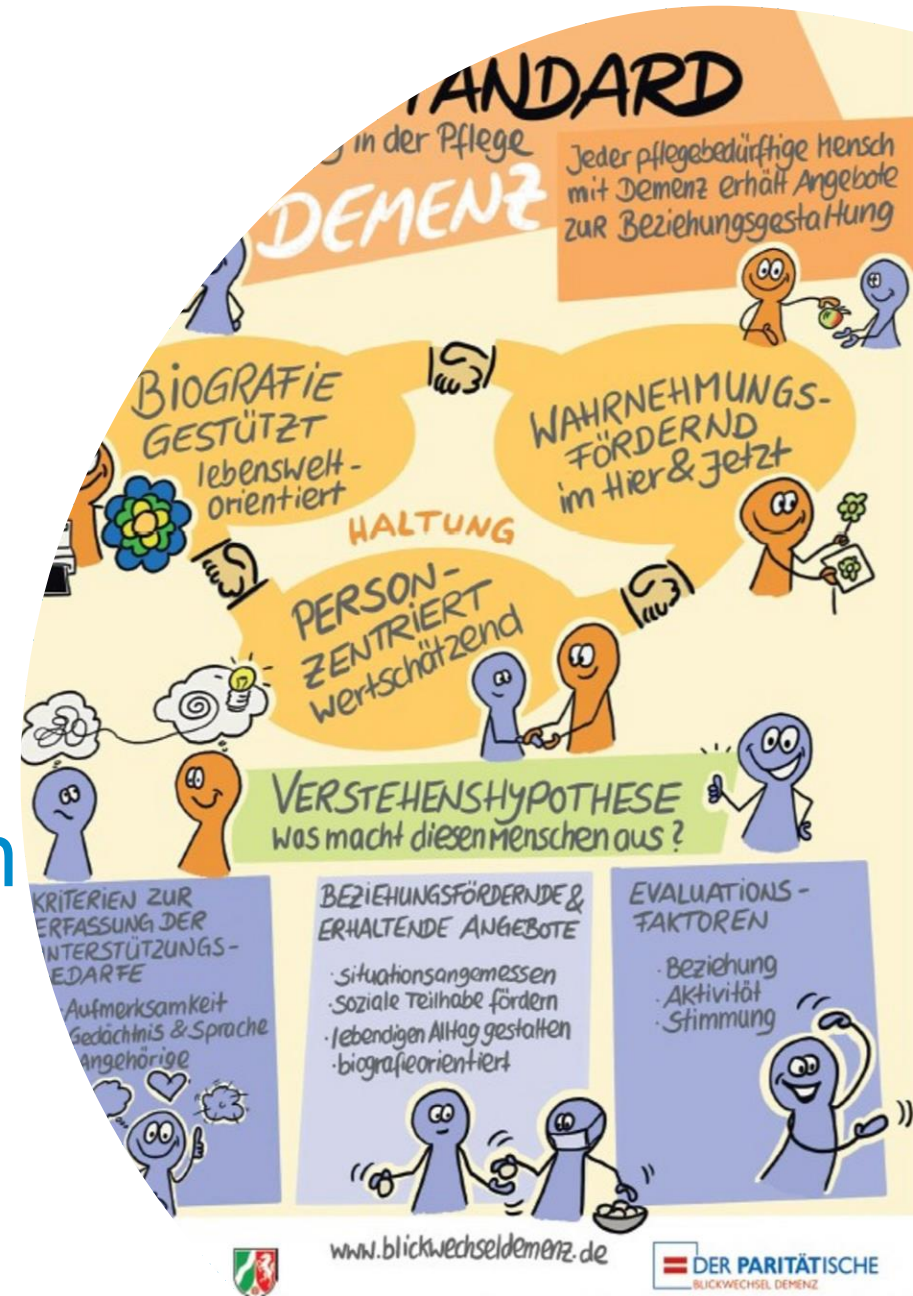 TANDARD
in der Pflege
DEMENZ
Jeder pflegebedürftige Mensch
mit Demenz erhält Angebote
zur Beziehungsgestaltung
BIOGRAFIE
GESTÜTZT
lebenswelt-
orientiert
WAHRNEHMUNGS-
FÖRDERND
im Hier & Jetzt
HALTUNG
PERSON-
ZENTRIERT
wertschätzend
VERSTEHENSHYPOTHESE
Was macht diesen Menschen aus?
n
KRITERIEN ZUR
ERFASSUNG DER
NTERSTÜTZUNGS-
EDARFE
Aufmerksamkeit
Gedächtnis & Sprache
Angehörige
BEZIEHUNGSFÖRDERNDE &
ERHALTENDE ANGEBOTE
· situationsangemessen
· soziale Teilhabe fördern
· lebendigen Alltag gestalten
· biografieorientiert
EVALUATIONS-
FAKTOREN
· Beziehung
· Aktivität
· Stimmung
www.blickwechseldemenz.de
DER PARITÄTISCHE
BLICKWECHSEL DEMENZ